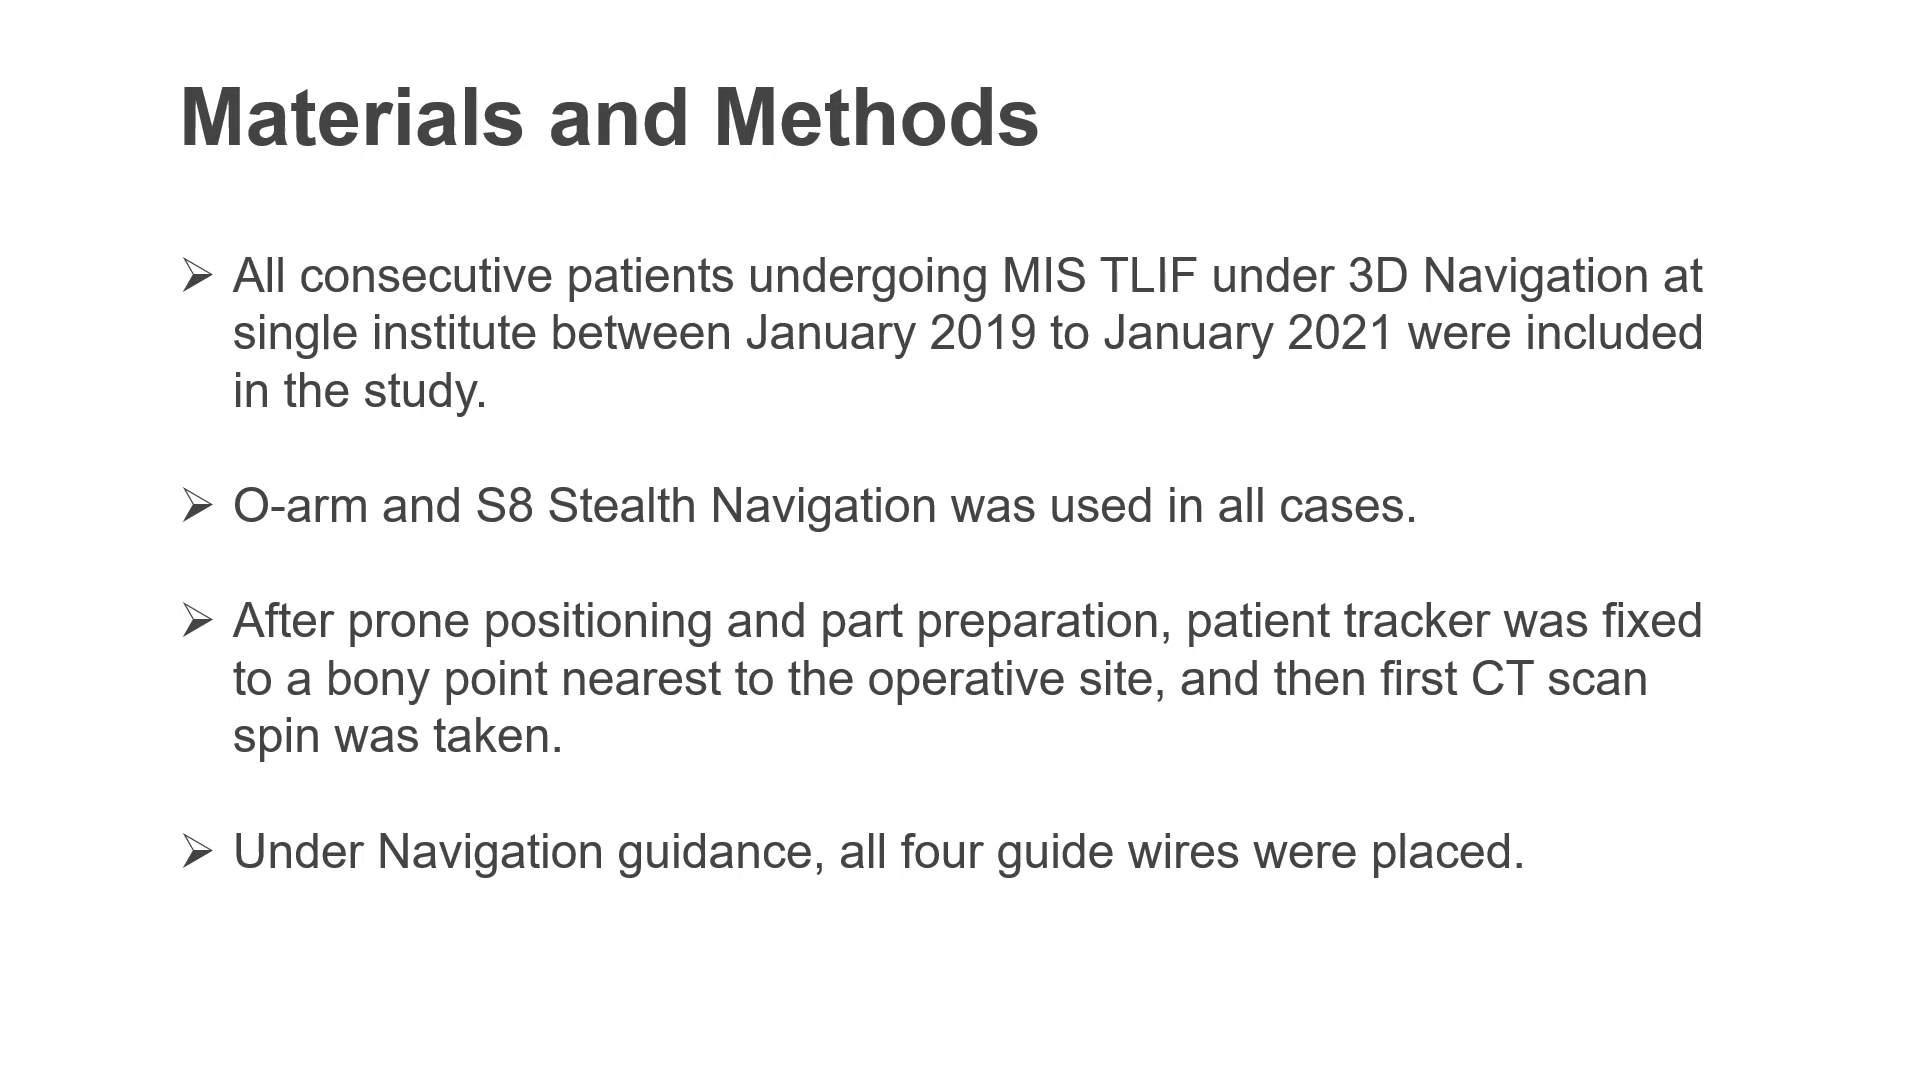 Materials and Methods
➢ All consecutive patients undergoing MIS TLIF under 3D Navigation at
single institute between January 2019 to January 2021 were included
in the study.
➢ O-arm and S8 Stealth Navigation was used in all cases.
➢ After prone positioning and part preparation, patient tracker was fixed
to a bony point nearest to the operative site, and then first CT scan
spin was taken.
➢ Under Navigation guidance, all four guide wires were placed.